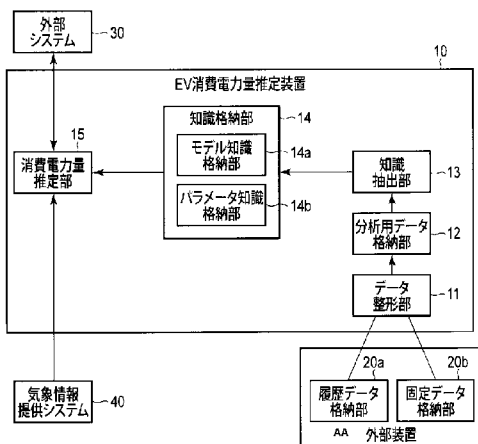 外部
システム
30
10
EV消費電力量推定装置
知識格納部
14
モデル知識
格納部
14a
パラメータ知識
格納部
14b
15
消費電力量
推定部
知識
抽出部
13
分析用データ
格納部
12
データ
整形部
11
気象情報
提供システム
40
20a
履歴データ
格納部
20b
固定データ
格納部
AA
外部装置